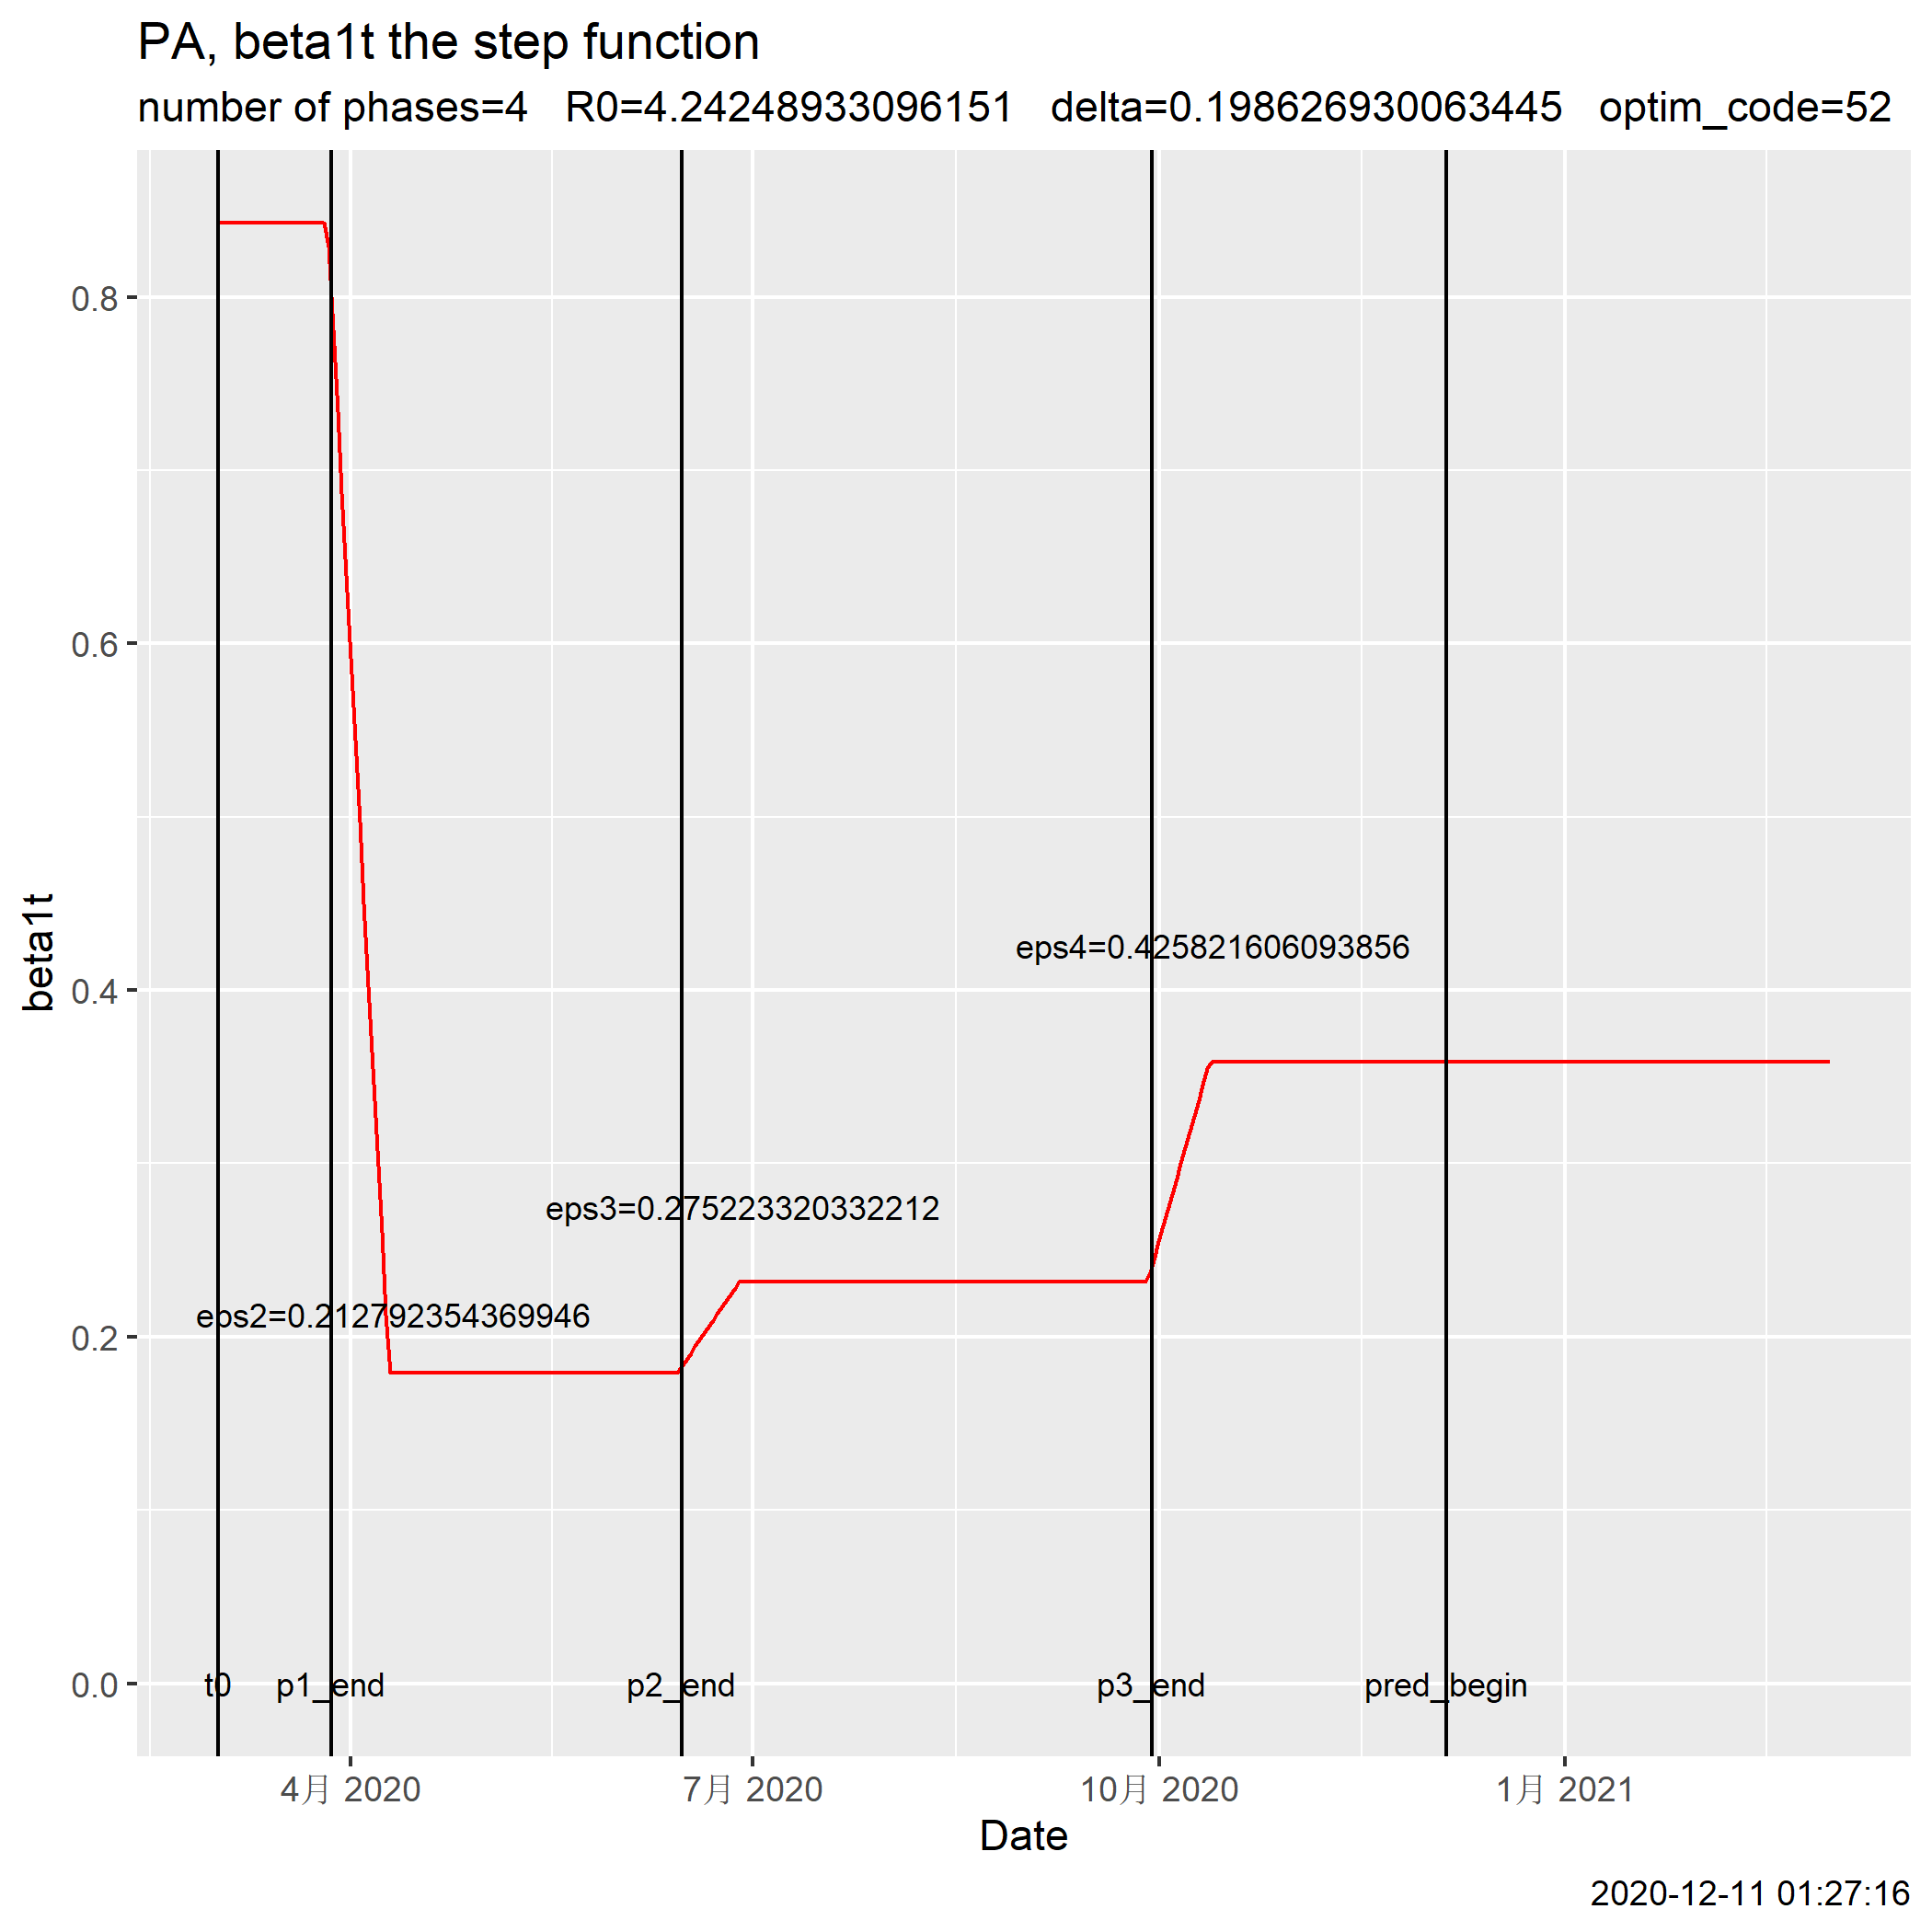 PA, beta1t the step function
number of phases=4 R0=4.24248933096151 delta=0.198626930063445 optim_code=52
0.8
0.6
0.4
0.2
0.0
beta1t
eps4=0.425821606093856
eps3=0.275223320332212
eps2=0.212792354369946
t0 p1_end p2_end p3_end pred_begin
4月 2020 7月 2020 10月 2020 1月 2021
Date
2020-12-11 01:27:16